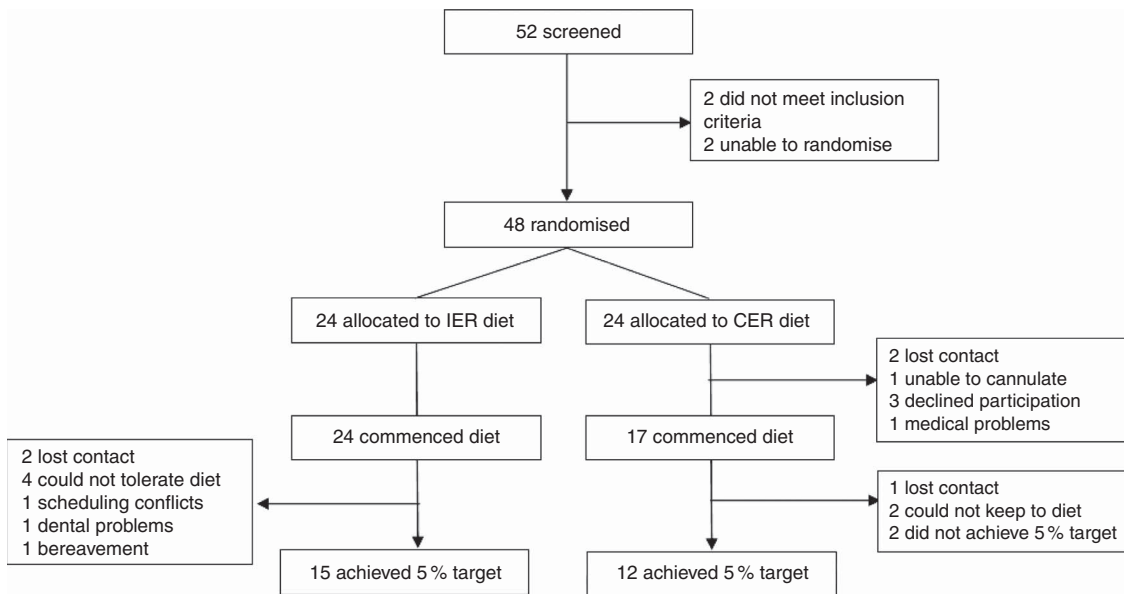 52 screened
2 did not meet inclusion
criteria
2 unable to randomise
48 randomised
24 allocated to IER diet
24 allocated to CER diet
2 lost contact
1 unable to cannulate
3 declined participation
1 medical problems
24 commenced diet
17 commenced diet
2 lost contact
4 could not tolerate diet
1 scheduling conflicts
1 dental problems
1 bereavement
1 lost contact
2 could not keep to diet
2 did not achieve 5 % target
15 achieved 5 % target
12 achieved 5 % target